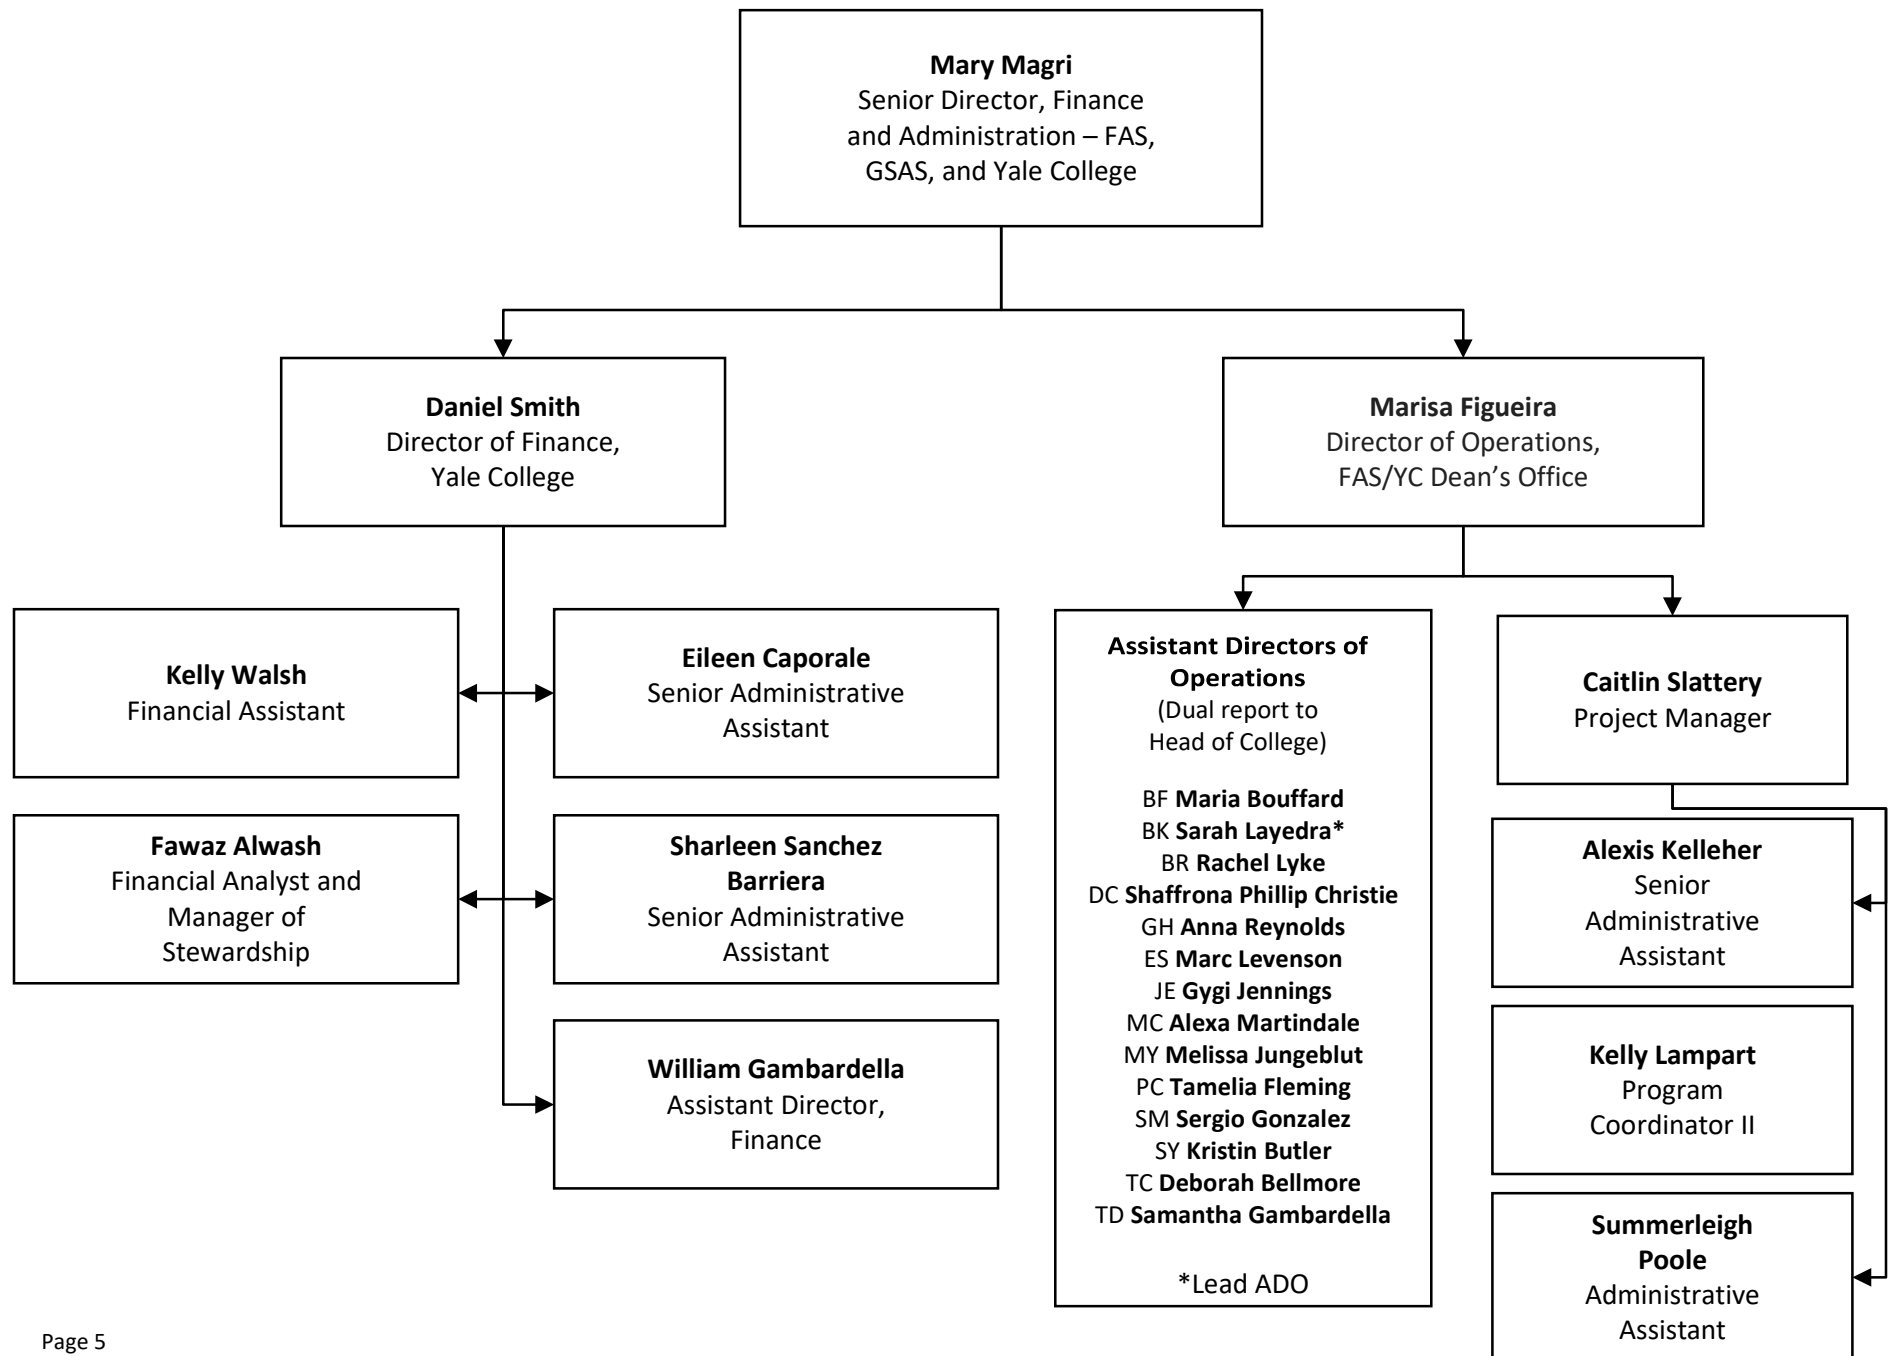 Mary Magri
Senior Director, Finance
and Administration – FAS,
GSAS, and Yale College
Daniel Smith
Director of Finance,
Yale College
Marisa Figueira
Director of Operations,
FAS/YC Dean’s Office
Kelly Walsh
Financial Assistant
Eileen Caporale
Senior Administrative
Assistant
Fawaz Alwash
Financial Analyst and
Manager of
Stewardship
Sharleen Sanchez
Barriera
Senior Administrative
Assistant
William Gambardella
Assistant Director,
Finance
Assistant Directors of
Operations
(Dual report to
Head of College)
BF Maria Bouffard
BK Sarah Layedra*
BR Rachel Lyke
DC Shaffrona Phillip Christie
GH Anna Reynolds
ES Marc Levenson
JE Gygi Jennings
MC Alexa Martindale
MY Melissa Jungeblut
PC Tamelia Fleming
SM Sergio Gonzalez
SY Kristin Butler
TC Deborah Bellmore
TD Samantha Gambardella
*Lead ADO
Caitlin Slattery
Project Manager
Alexis Kelleher
Senior
Administrative
Assistant
Kelly Lampart
Program
Coordinator II
Summerleigh
Poole
Administrative
Assistant
Page 5